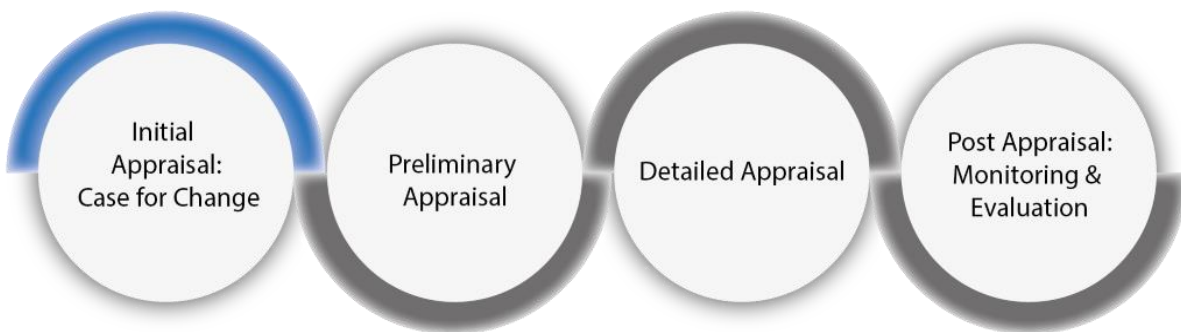 Initial
Appraisal:
Case for Change
Preliminary
Appraisal
Detailed Appraisal
Post Appraisal:
Monitoring &
Evaluation